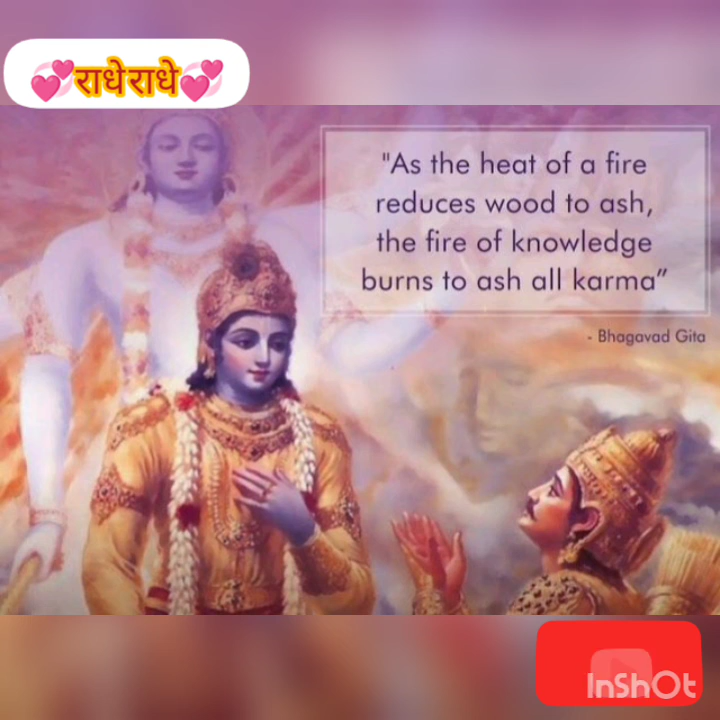 💞राधे राधे💞
"As the heat of a fire
reduces wood to ash,
the fire of knowledge
burns to ash all karma”
- Bhagavad Gita
InShOt